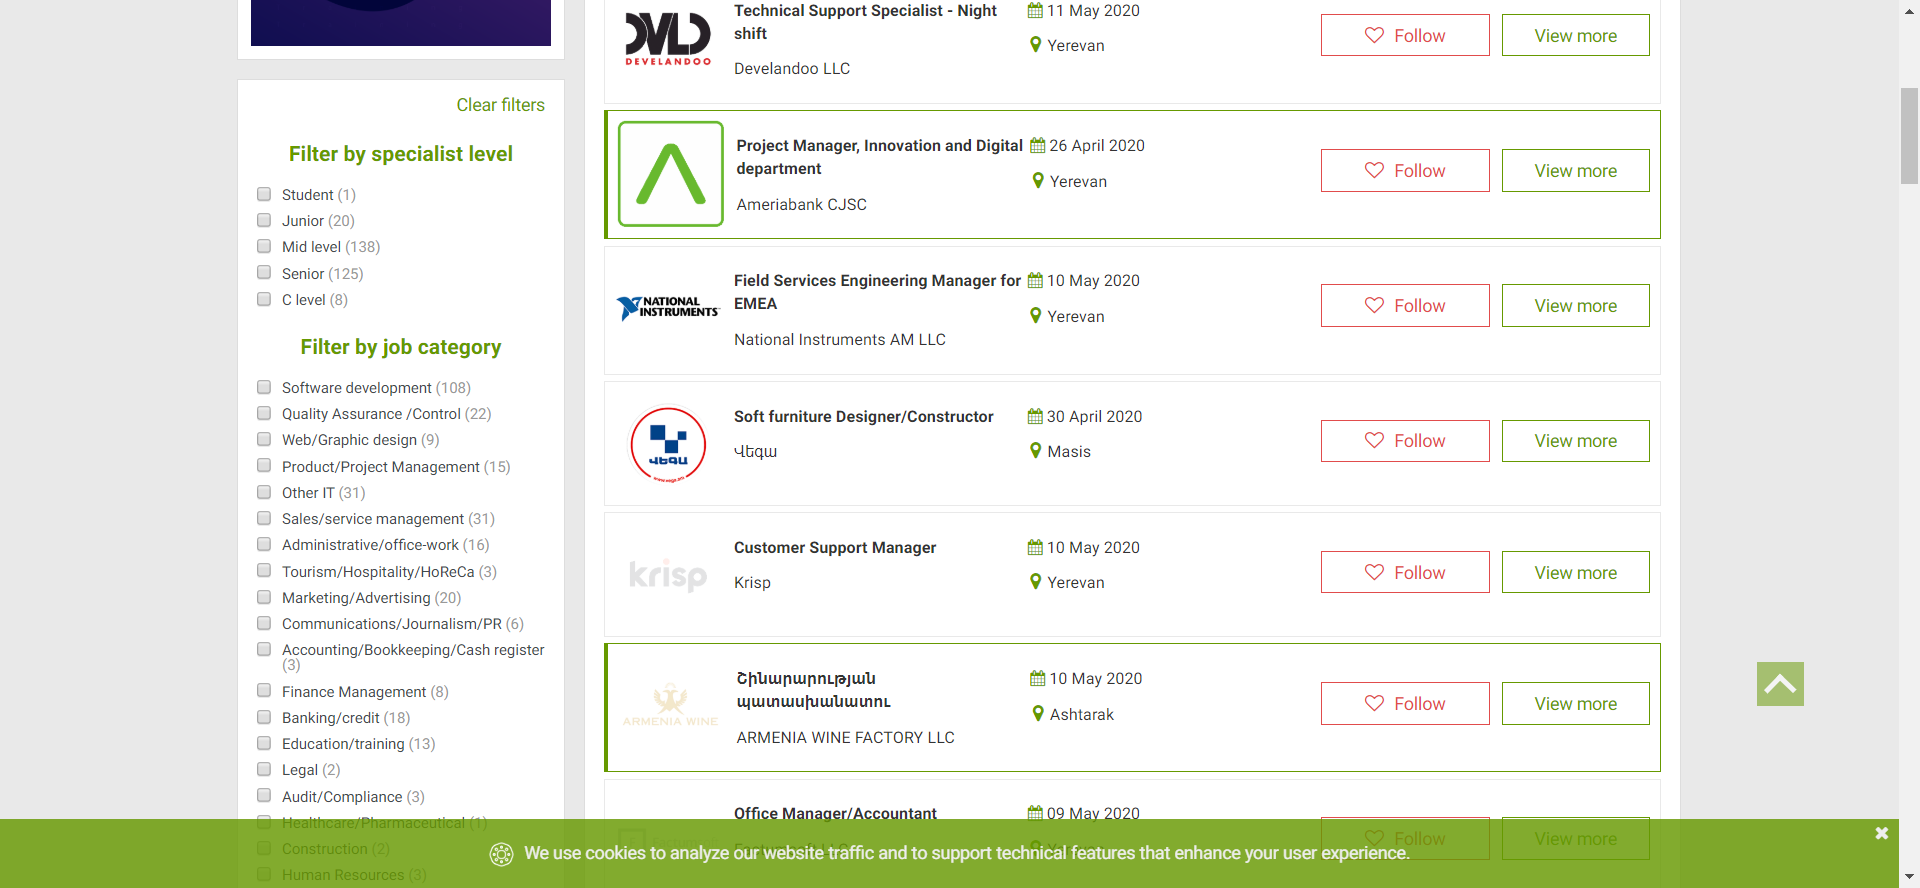 Clear filters
Filter by specialist level
Student (1)
Junior (20)
Mid level (138)
Senior (125)
C level (8)
Filter by job category
Software development (108)
Quality Assurance /Control (22)
Web/Graphic design (9)
Product/Project Management (15)
Other IT (31)
Sales/service management (31)
Administrative/office-work (16)
Tourism/Hospitality/HoReCa (3)
Marketing/Advertising (20)
Communications/Journalism/PR (6)
Accounting/Bookkeeping/Cash register
(3)
Finance Management (8)
Banking/credit (18)
Education/training (13)
Legal (2)
Audit/Compliance (3)
Healthcare/Pharmaceutical (1)
Construction (2)
Human Resources (3)
DVLD
DEVELANDOO
Technical Support Specialist - Night
shift
Develandoo LLC
11 May 2020
Yerevan
Follow
View more
Project Manager, Innovation and Digital
department
Ameriabank CJSC
26 April 2020
Yerevan
Follow
View more
NATIONAL
INSTRUMENTS
Field Services Engineering Manager for
EMEA
National Instruments AM LLC
10 May 2020
Yerevan
Follow
View more
ՎԵԳԱ
Soft furniture Designer/Constructor
Վեգա
30 April 2020
Masis
Follow
View more
krisp
Customer Support Manager
Krisp
10 May 2020
Yerevan
Follow
View more
ARMENIA WINE
Շինարարության
պատասխանատու
ARMENIA WINE FACTORY LLC
10 May 2020
Ashtarak
Follow
View more
Office Manager/Accountant
09 May 2020
Yerevan
Follow
View more
We use cookies to analyze our website traffic and to support technical features that enhance your user experience.